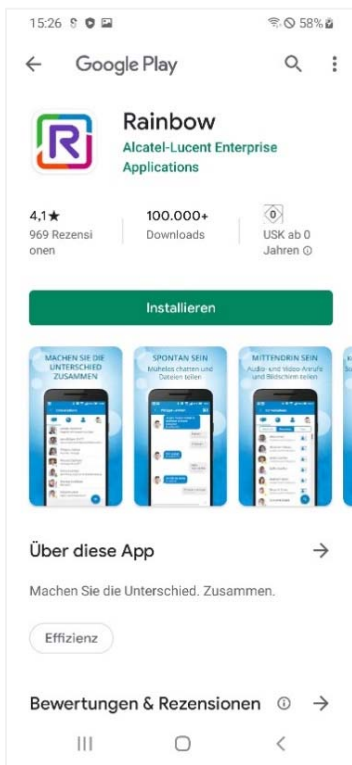 15:26 58%
Google Play
Rainbow
Alcatel-Lucent Enterprise
Applications
4,1★
969 Rezensi
onen
100.000+
Downloads
0
USK ab 0
Jahren
Installieren
MACHEN SIE DIE
UNTERSCHIED
ZUSAMMEN
SPONTAN SEIN
Mühelos chatten und
Dateien teilen
MITTENDRIN SEIN
Audio- und Video-Anrufe
und Bildschirm teilen
Über diese App
Machen Sie die Unterschied. Zusammen.
Effizienz
Bewertungen & Rezensionen